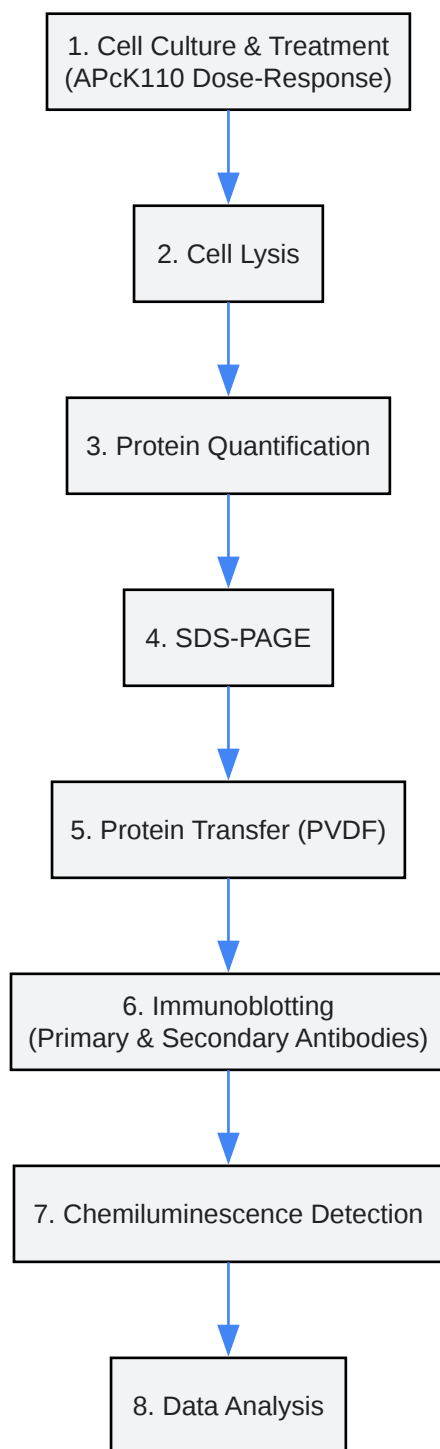 1. Cell Culture & Treatment
(APcK110 Dose-Response)
2. Cell Lysis
3. Protein Quantification
4. SDS-PAGE
5. Protein Transfer (PVDF)
6. Immunoblotting
(Primary & Secondary Antibodies)
7. Chemiluminescence Detection
8. Data Analysis